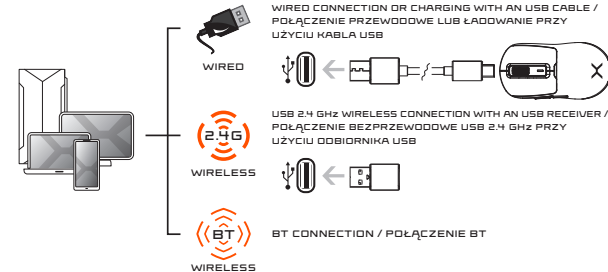 WIRED CONNECTION OR CHARGING WITH AN USB CABLE /
POŁĄCZENIE PRZEWODOWE LUB ŁADOWANIE PRZY
UŻYCIU KABLA USB
WIRED
USB 2.4 GHz WIRELESS CONNECTION WITH AN USB RECEIVER /
POŁĄCZENIE BEZPRZEWODOWE USB 2.4 GHz PRZY
UŻYCIU ODBIORNIKA USB
2.4G
WIRELESS
BT
BT CONNECTION / POŁĄCZENIE BT
WIRELESS